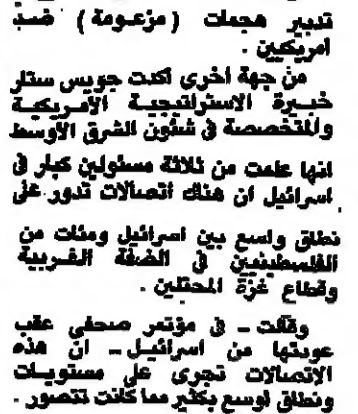 تدبير هجمات (مزعومة) ضد
امريكيين.
من جهة اخرى اكدت جويس ستار
خبيرة الاستراتيجية الامريكية
والمتخصصة في شئون الشرق الأوسط
انها علمت من ثلاثة مسئولين كبار في
اسرائيل ان هناك اتصالات تدور على
نطاق واسع بين اسرائيل ومئات من
الفلسطينيين في الضفة الغربية
وقطاع غزة المحتلين.
وقالت - في مؤتمر صحفي عقب
عودتها من اسرائيل - ان هذه
الاتصالات تجرى على مستويات
ونطاق اوسع بكثير مما كانت تتصور.